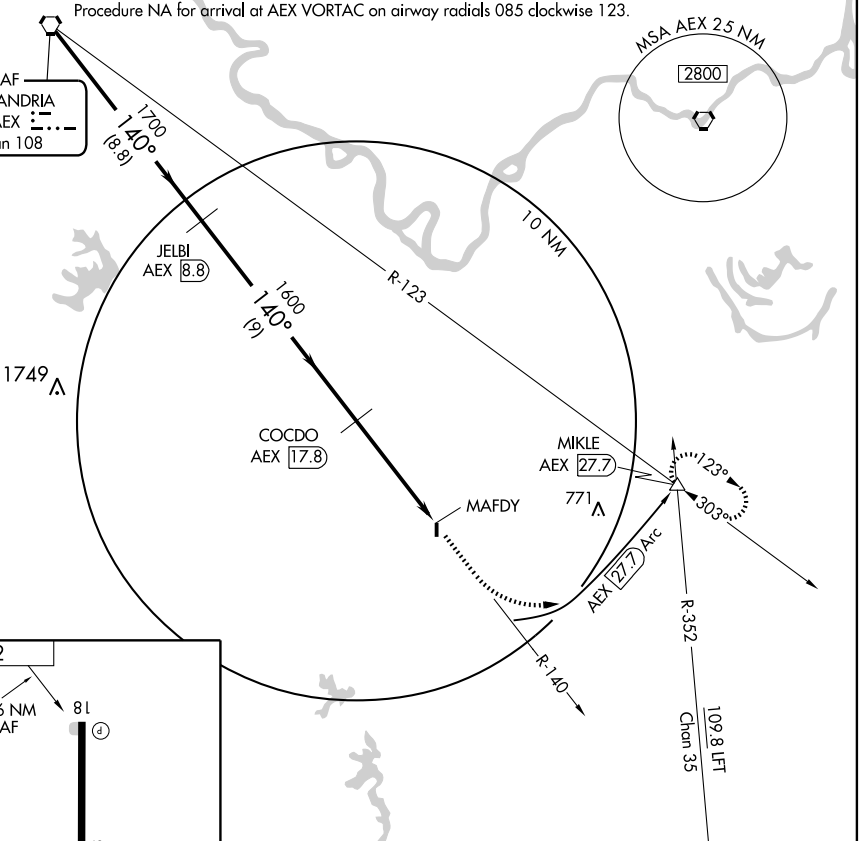 Procedure NA for arrival at AEX VORTAC on airway radials 085 clockwise 123.
MSA AEX 25 NM
2800
AF
ANDRIA
AEX
n 108
1700
140°
(8.8)
10 NM
JELBI
AEX 8.8
R-123
1600
140°
(9)
1749
COCDO
AEX 17.8
MIKLE
AEX 27.7
123°
303°
771
MAFDY
AEX 27.7 Arc
R-352
R-140
109.8 LFT
Chan 35
2
6 NM
AF
18
P